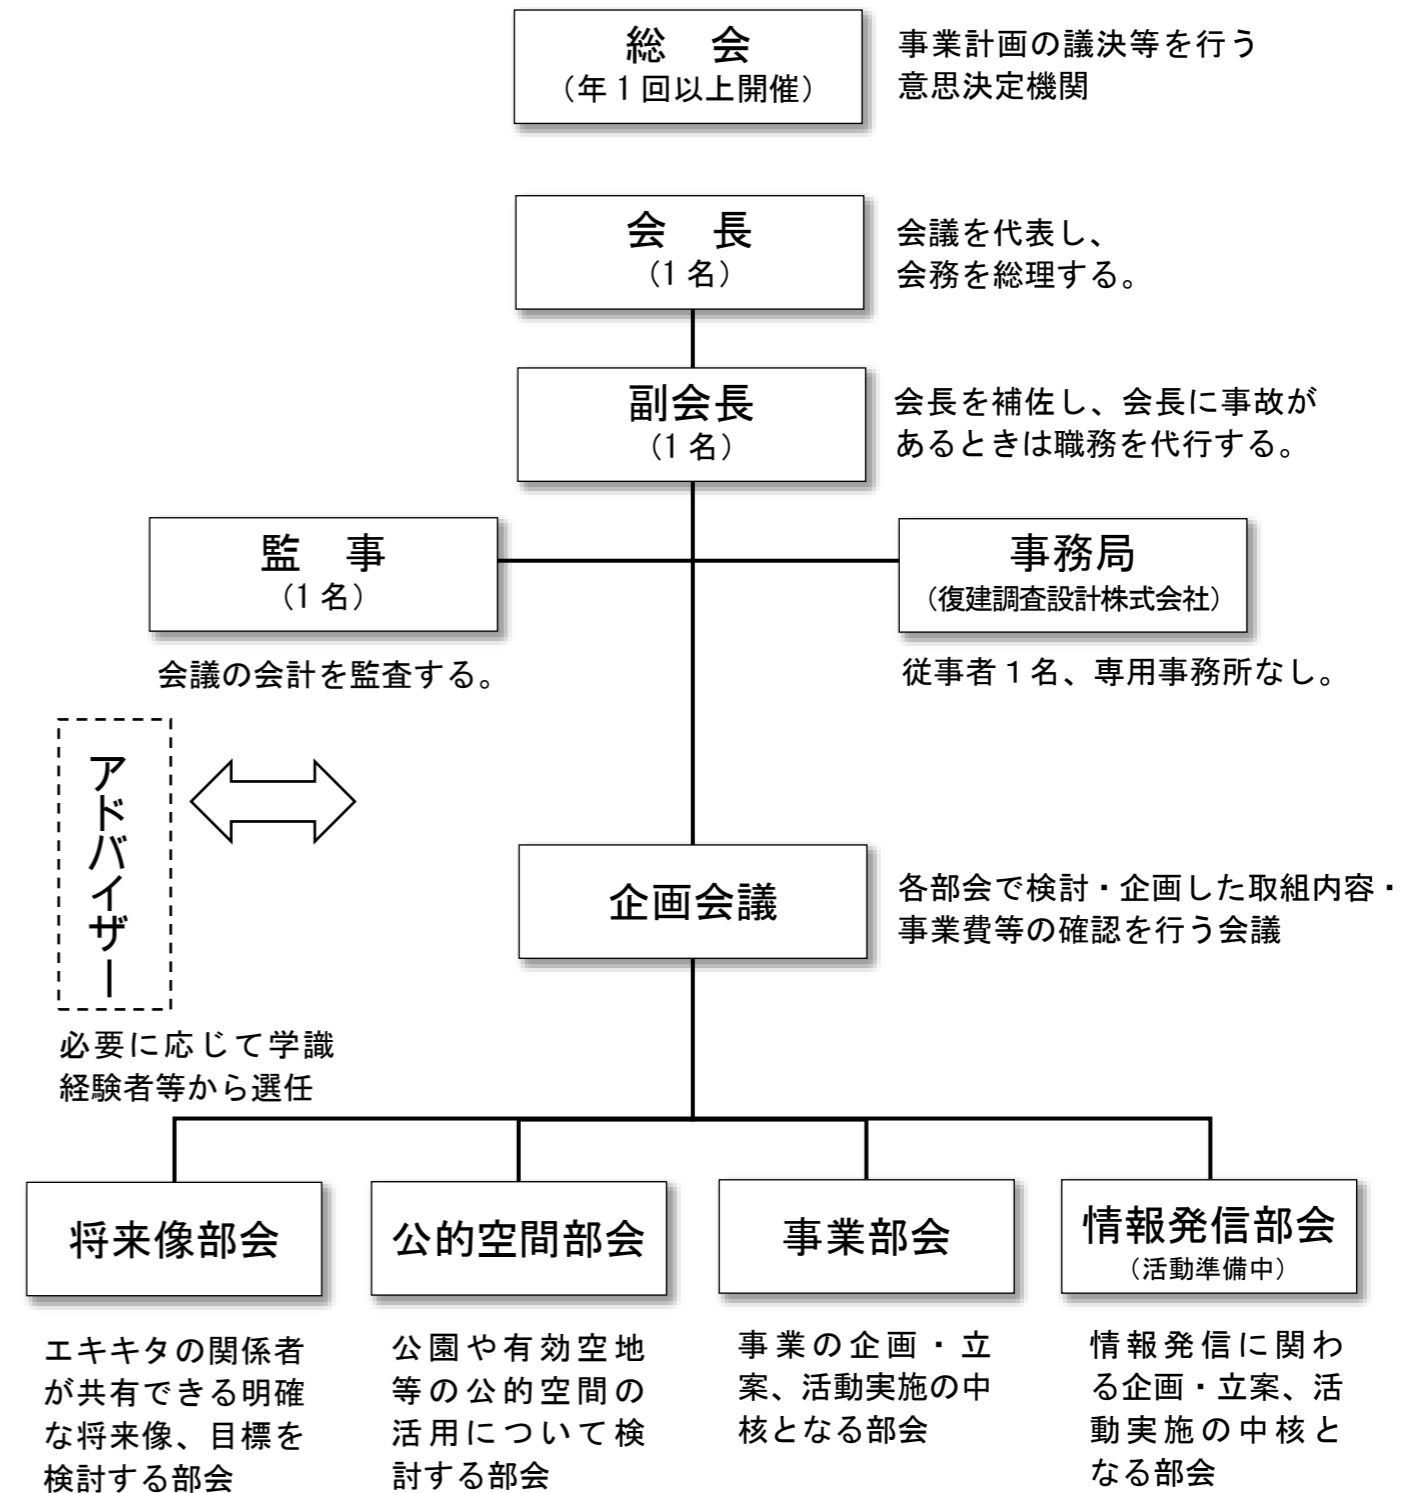 総　会
（年１回以上開催）
事業計画の議決等を行う
意思決定機関
会　長
（1 名）
会議を代表し、
会務を総理する。
副会長
（1 名）
会長を補佐し、会長に事故が
あるときは職務を代行する。
監　事
（1 名）
会議の会計を監査する。
事務局
（復建調査設計株式会社）
従事者１名、専用事務所なし。
アドバイザー
必要に応じて学識
経験者等から選任
企画会議
各部会で検討・企画した取組内容・
事業費等の確認を行う会議
将来像部会
エキキタの関係者
が共有できる明確
な将来像、目標を
検討する部会
公的空間部会
公園や有効空地
等の公的空間の
活用について検
討する部会
事業部会
事業の企画・立
案、活動実施の中
核となる部会
情報発信部会
（活動準備中）
情報発信に関わ
る企画・立案、活
動実施の中核と
なる部会